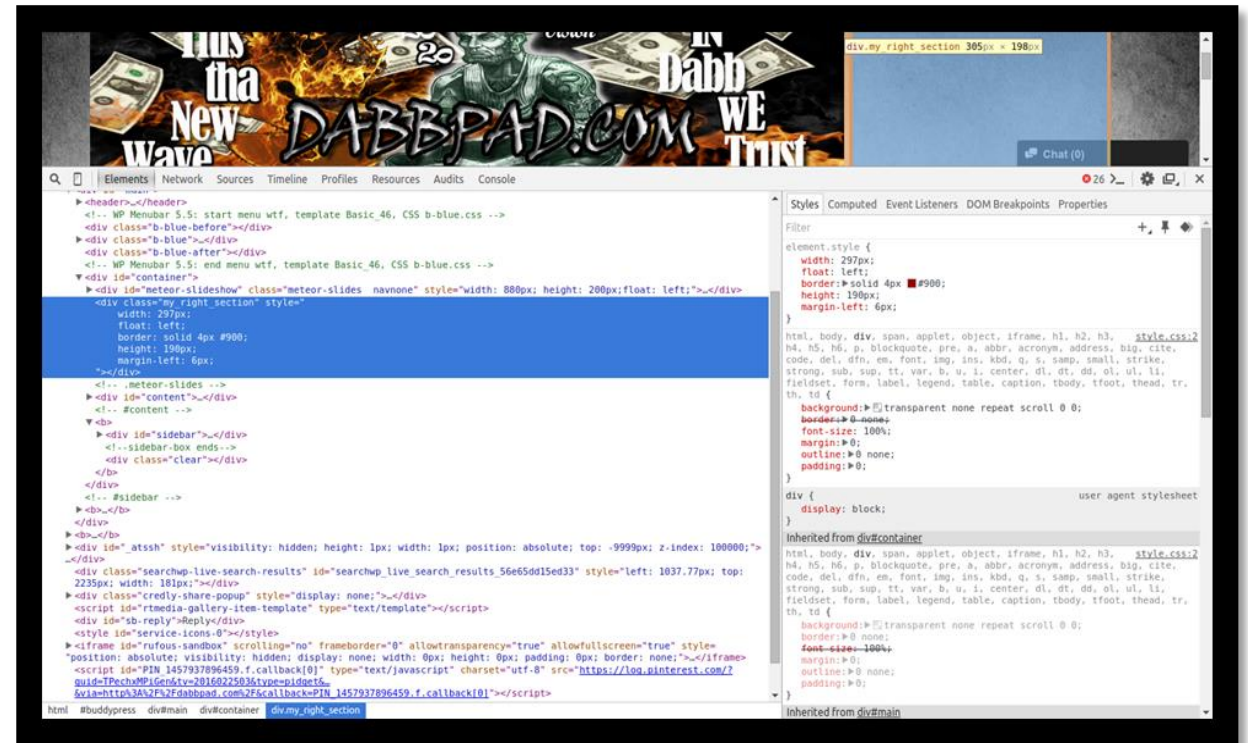 This
tha
New
Wave
20
DABBPAD.COM
IN
Dabb
WE
Trust
div.my_right_section 305px × 198px
Chat (0)
Elements Network Sources Timeline Profiles Resources Audits Console
26
<header>…</header>
<!-- WP Menubar 5.5: start menu wtf, template Basic_46, CSS b-blue.css -->
<div class="b-blue-before"></div>
<div class="b-blue">…</div>
<div class="b-blue-after"></div>
<!-- WP Menubar 5.5: end menu wtf, template Basic_46, CSS b-blue.css -->
<div id="container">
<div id="meteor-slideshow" class="meteor-slides  navnone" style="width: 880px; height: 200px;float: left;">…</div>
<div class="my_right_section" style="
width: 297px;
float: left;
border: solid 4px #900;
height: 190px;
margin-left: 6px;
"></div>
<!-- .meteor-slides -->
<div id="content">…</div>
<!-- #content -->
<b>
<div id="sidebar">…</div>
<!--sidebar-box ends-->
<div class="clear"></div>
</b>
</div>
<!-- #sidebar -->
<b>…</b>
</div>
<b>…</b>
<div id="_atssh" style="visibility: hidden; height: 1px; width: 1px; position: absolute; top: -9999px; z-index: 100000;">
…</div>
<div class="searchwp-live-search-results" id="searchwp_live_search_results_56e65dd15ed33" style="left: 1037.77px; top:
2235px; width: 181px;"></div>
<div class="credly-share-popup" style="display: none;">…</div>
<script id="rtmedia-gallery-item-template" type="text/template"></script>
<div id="sb-reply">Reply</div>
<style id="service-icons-0"></style>
<iframe id="rufous-sandbox" scrolling="no" frameborder="0" allowtransparency="true" allowfullscreen="true" style=
"position: absolute; visibility: hidden; display: none; width: 0px; height: 0px; padding: 0px; border: none;">…</iframe>
<script id="PIN_1457937896459.f.callback[0]" type="text/javascript" charset="utf-8" src="https://log.pinterest.com/?
guid=TPechxMPiGen&tv=2016022503&type=pidget&…
&via=http%3A%2F%2Fdabbpad.com%2F&callback=PIN_1457937896459.f.callback[0]"></script>
html #buddypress div#main div#container div.my_right_section
Styles Computed Event Listeners DOM Breakpoints Properties
Filter
element.style {
width: 297px;
float: left;
border: solid 4px #900;
height: 190px;
margin-left: 6px;
}
html, body, div, span, applet, object, iframe, h1, h2, h3, style.css:2
h4, h5, h6, p, blockquote, pre, a, abbr, acronym, address, big, cite,
code, del, dfn, em, font, img, ins, kbd, q, s, samp, small, strike,
strong, sub, sup, tt, var, b, u, i, center, dl, dt, dd, ol, ul, li,
fieldset, form, label, legend, table, caption, tbody, tfoot, thead, tr,
th, td {
background: transparent none repeat scroll 0 0;
border: 0 none;
font-size: 100%;
margin: 0;
outline: 0 none;
padding: 0;
}
div { user agent stylesheet
display: block;
}
Inherited from div#container
html, body, div, span, applet, object, iframe, h1, h2, h3, style.css:2
h4, h5, h6, p, blockquote, pre, a, abbr, acronym, address, big, cite,
code, del, dfn, em, font, img, ins, kbd, q, s, samp, small, strike,
strong, sub, sup, tt, var, b, u, i, center, dl, dt, dd, ol, ul, li,
fieldset, form, label, legend, table, caption, tbody, tfoot, thead, tr,
th, td {
background: transparent none repeat scroll 0 0;
border: 0 none;
font-size: 100%;
margin: 0;
outline: 0 none;
padding: 0;
}
Inherited from div#main